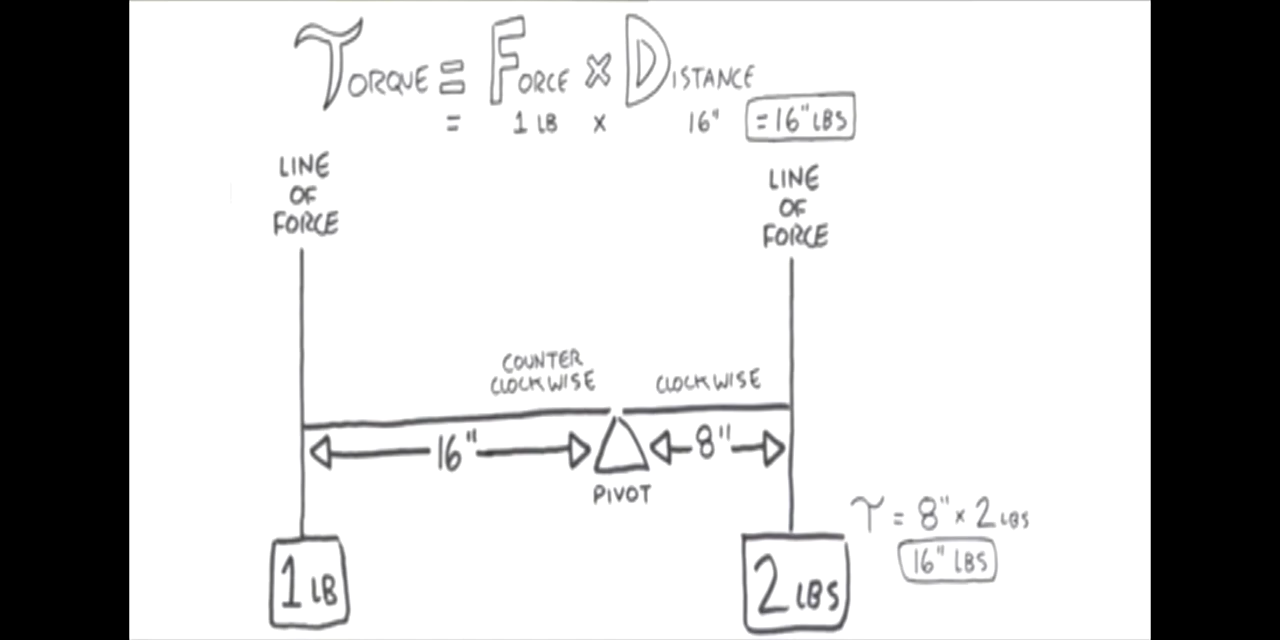 TORQUE = FORCE × DISTANCE
= 1 LB × 16" = 16" LBS
LINE
OF
FORCE
LINE
OF
FORCE
COUNTER
CLOCKWISE
CLOCKWISE
16"
8"
PIVOT
τ = 8" × 2 LBS
16" LBS
1 LB
2 LBS